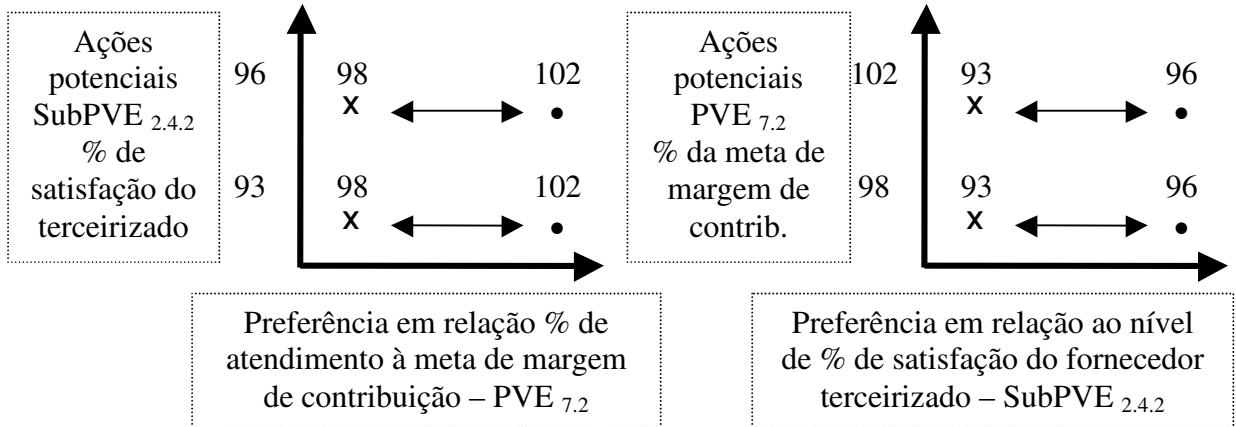 Ações
potenciais
SubPVE 2.4.2
% de
satisfação do
terceirizado
96
98
102
x
•
93
98
102
x
•
Preferência em relação % de
atendimento à meta de margem
de contribuição – PVE 7.2
Ações
potenciais
PVE 7.2
% da meta de
margem de
contrib.
102
93
96
x
•
98
93
96
x
•
Preferência em relação ao nível
de % de satisfação do fornecedor
terceirizado – SubPVE 2.4.2